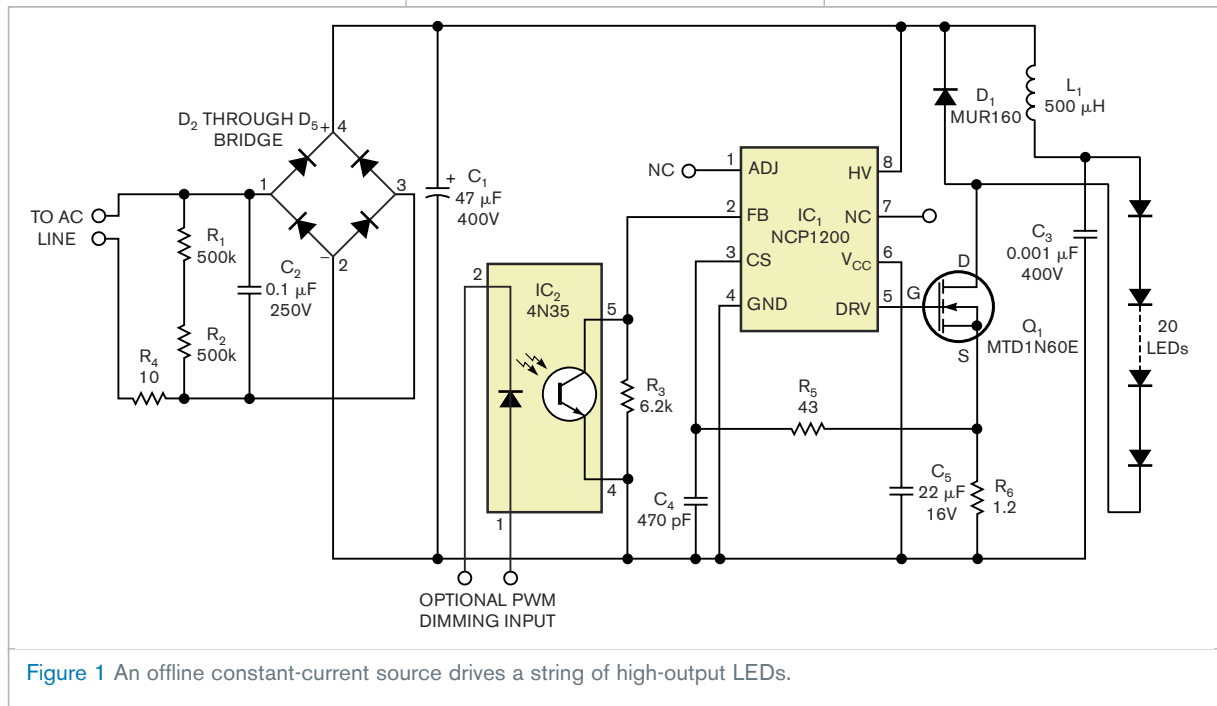 D₂ THROUGH D₅
BRIDGE
+
4
1
3
−
2
TO AC
LINE
R₁
500k
R₂
500k
C₂
0.1 µF
250V
R₄
10
+
C₁
47 µF
400V
2
IC₂
4N35
5
4
1
R₃
6.2k
OPTIONAL PWM
DIMMING INPUT
NC
1
ADJ
2
FB
3
CS
4
GND
IC₁
NCP1200
HV
8
NC
7
V_CC
6
DRV
5
D₁
MUR160
L₁
500 µH
C₃
0.001 µF
400V
G
D
S
Q₁
MTD1N60E
20
LEDs
R₅
43
C₄
470 pF
C₅
22 µF
16V
R₆
1.2
Figure 1 An offline constant-current source drives a string of high-output LEDs.